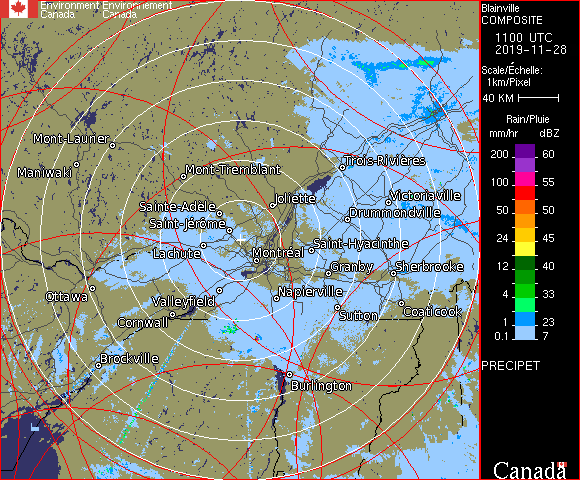 Environment Environnement
Canada Canada
Blainville
COMPOSITE
1100 UTC
2019-11-28
Scale/Échelle:
1km/Pixel
40 KM
Rain/Pluie
mm/hr dBZ
200 60
100 55
50 50
24 45
12 40
4 33
1 23
0.1 7
PRECIPET
Canada
Mont-Laurier
Maniwaki
Mont-Tremblant
Trois-Rivières
Joliette
Victoriaville
Sainte-Adèle
Drummondville
Saint-Jérôme
Saint-Hyacinthe
Lachute
Montréal
Granby
Sherbrooke
Ottawa
Valleyfield
Napierville
Sutton
Coaticook
Cornwall
Brockville
Burlington